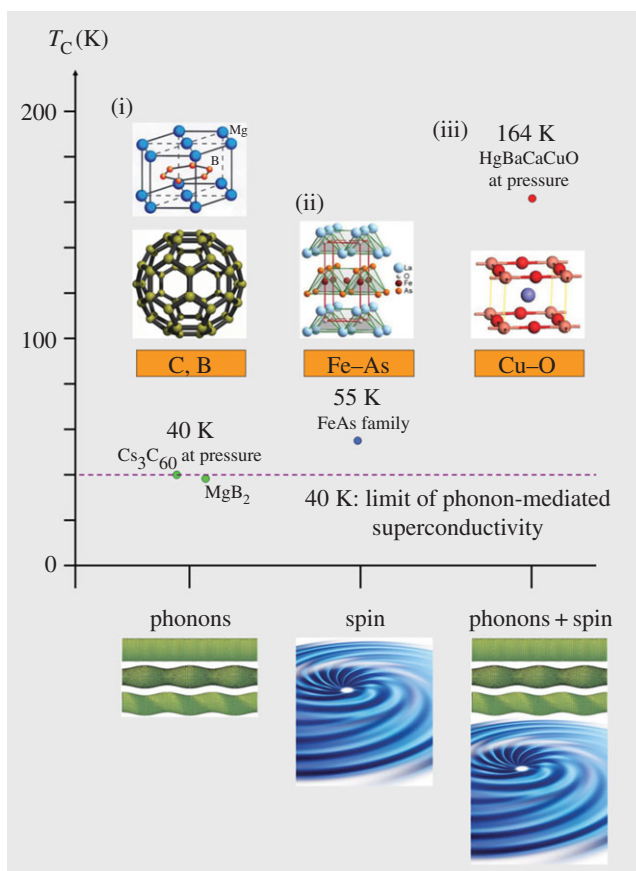 T_C (K)
200
100
0
(i)
Mg
B
C, B
(ii)
La
O
Fe
As
Fe–As
(iii)
164 K
HgBaCaCuO
at pressure
Cu–O
55 K
FeAs family
40 K
Cs₃C₆₀ at pressure
MgB₂
40 K: limit of phonon-mediated
superconductivity
phonons
spin
phonons + spin